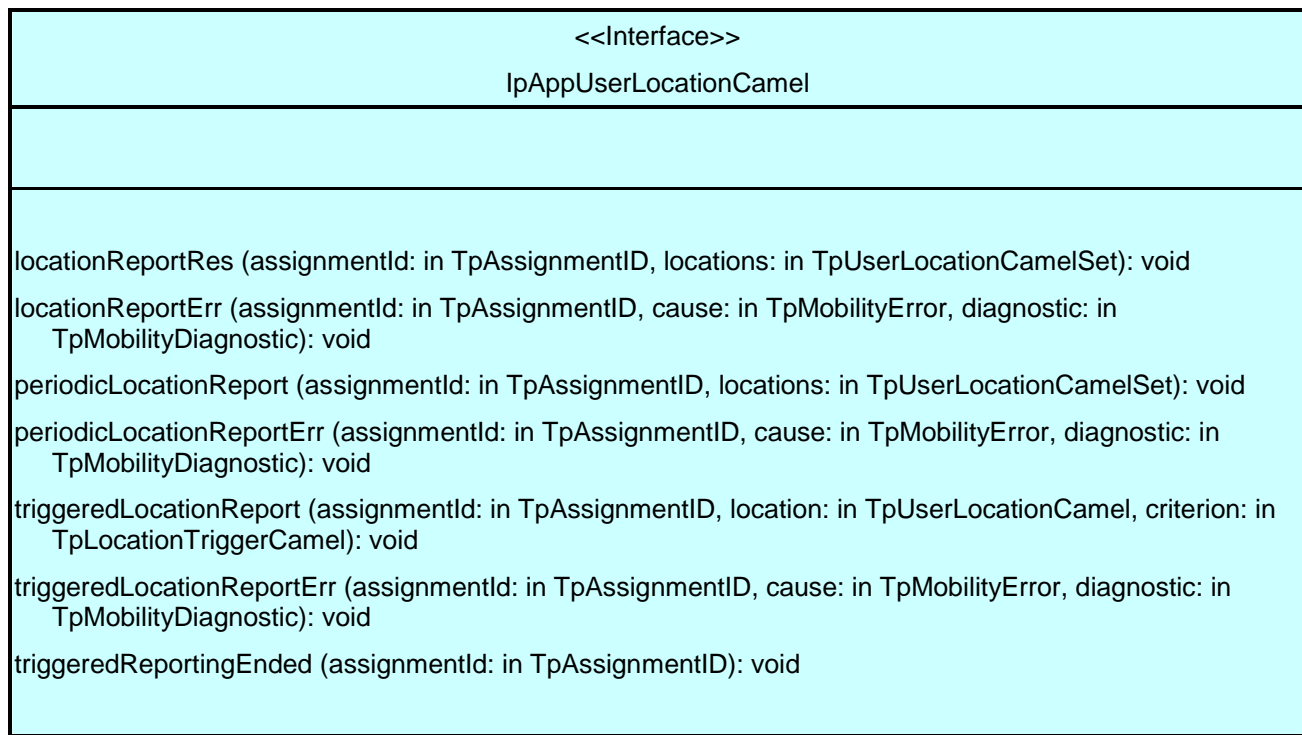 <<Interface>>
IpAppUserLocationCamel
locationReportRes (assignmentId: in TpAssignmentID, locations: in TpUserLocationCamelSet): void
locationReportErr (assignmentId: in TpAssignmentID, cause: in TpMobilityError, diagnostic: in
TpMobilityDiagnostic): void
periodicLocationReport (assignmentId: in TpAssignmentID, locations: in TpUserLocationCamelSet): void
periodicLocationReportErr (assignmentId: in TpAssignmentID, cause: in TpMobilityError, diagnostic: in
TpMobilityDiagnostic): void
triggeredLocationReport (assignmentId: in TpAssignmentID, location: in TpUserLocationCamel, criterion: in
TpLocationTriggerCamel): void
triggeredLocationReportErr (assignmentId: in TpAssignmentID, cause: in TpMobilityError, diagnostic: in
TpMobilityDiagnostic): void
triggeredReportingEnded (assignmentId: in TpAssignmentID): void